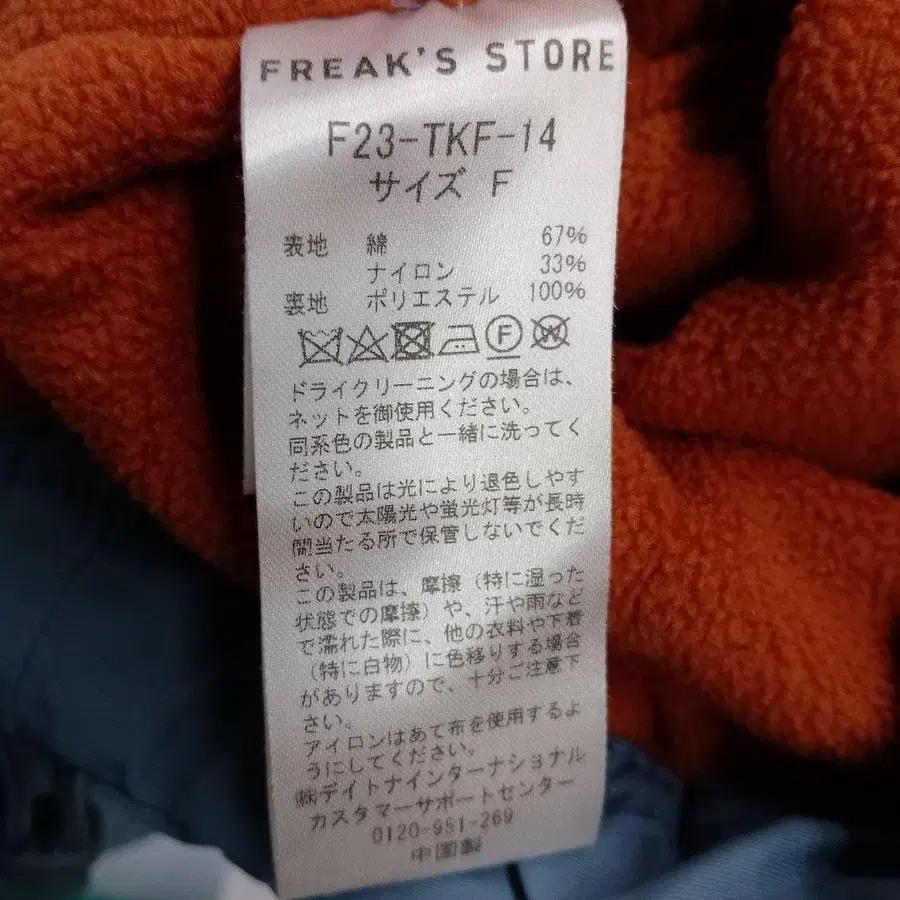 FREAK'S STORE
F23-TKF-14
サイズ F
表地 綿 67%
ナイロン 33%
裏地 ポリエステル 100%
F W
ドライクリーニングの場合は、
ネットを御使用ください。
同系色の製品と一緒に洗ってく
ださい。
この製品は光により退色しやす
いので太陽光や蛍光灯等が長時
間当たる所で保管しないでくだ
さい。
この製品は、摩擦（特に湿った
状態での摩擦）や、汗や雨など
で濡れた際に、他の衣料や下着
（特に白物）に色移りする場合
がありますので、十分ご注意下
さい。
アイロンはあて布を使用するよ
うにしてください。
㈱デイトナインターナショナル
カスタマーサポートセンター
0120-951-269
中国製